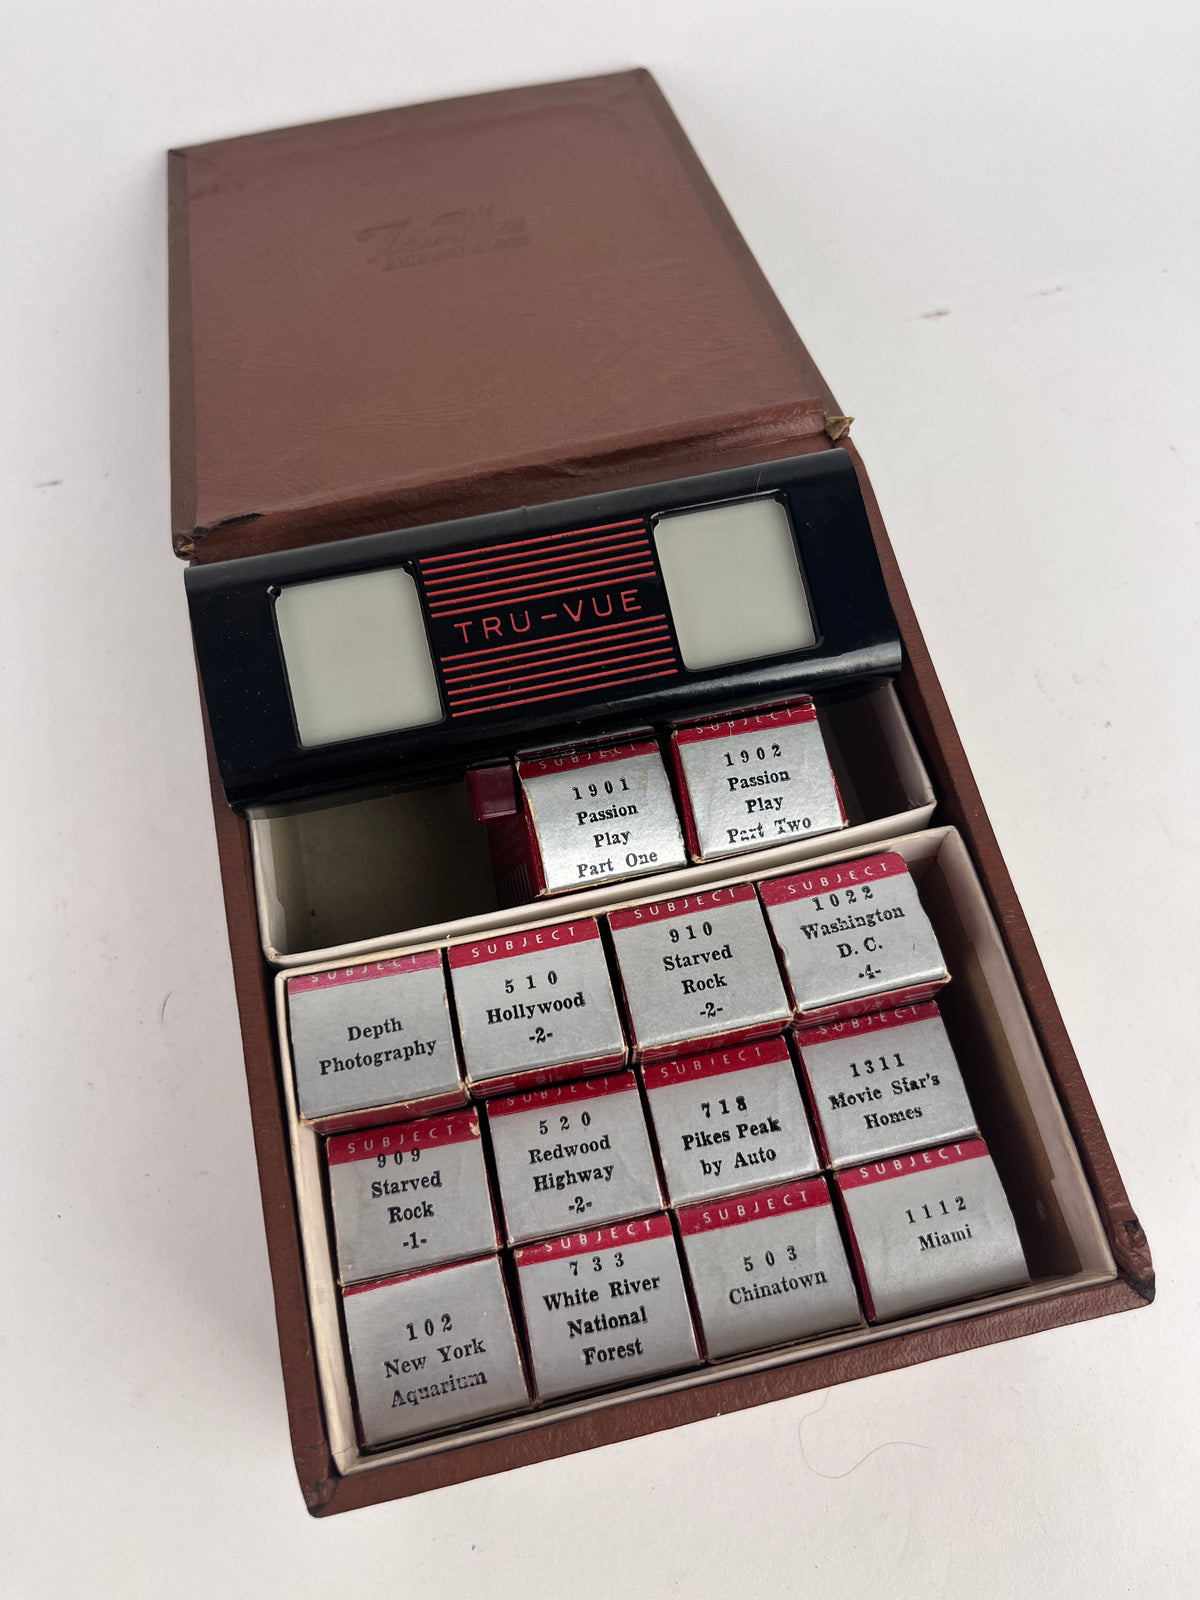 Tru-Vue
TRU-VUE
SUBJECT
1901
Passion
Play
Part One
SUBJECT
1902
Passion
Play
Part Two
SUBJECT
Depth
Photography
SUBJECT
510
Hollywood
-2-
SUBJECT
910
Starved
Rock
-2-
SUBJECT
1022
Washington
D. C.
-4-
SUBJECT
909
Starved
Rock
-1-
SUBJECT
520
Redwood
Highway
-2-
SUBJECT
718
Pikes Peak
by Auto
SUBJECT
1311
Movie Star's
Homes
102
New York
Aquarium
SUBJECT
733
White River
National
Forest
SUBJECT
503
Chinatown
SUBJECT
1112
Miami